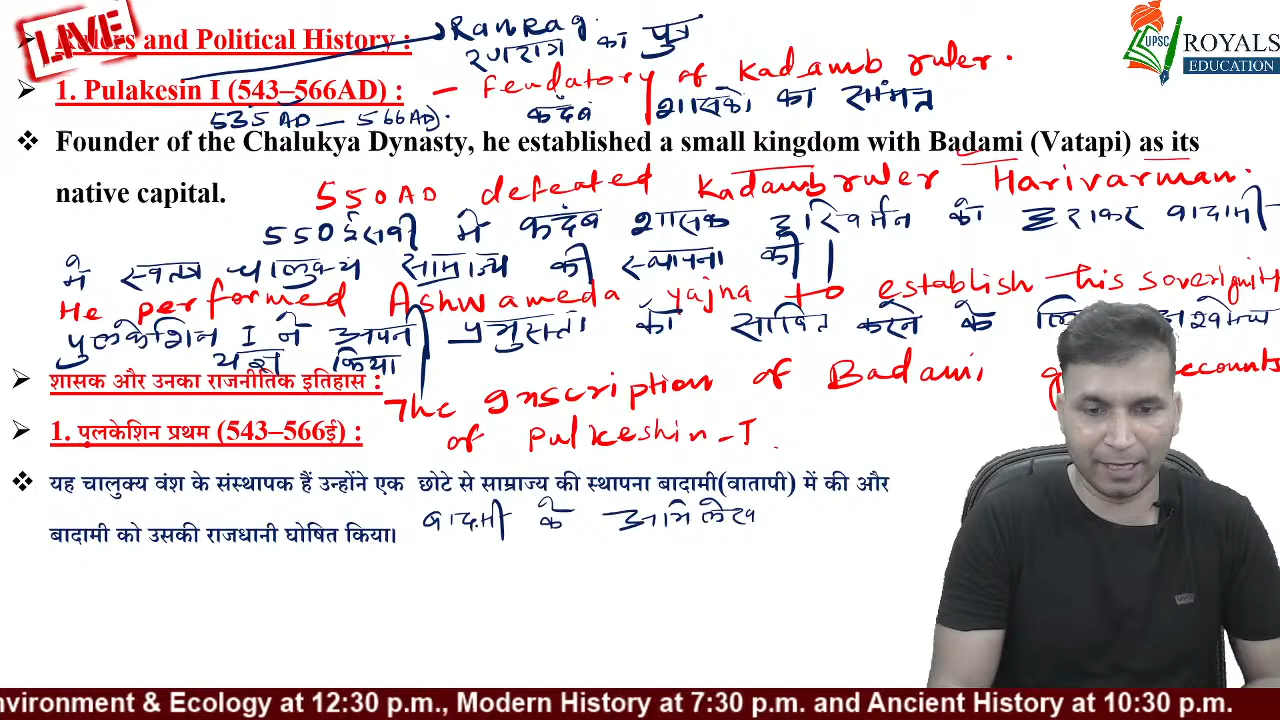 LIVE
Rulers and Political History :
RanRag
रणराग का पुत्र
UPSC ROYALS
EDUCATION
1. Pulakesin I (543–566AD) : – Feudatory of Kadamb ruler.
535 AD – 566 AD). कदंब शासकों का सामंत
Founder of the Chalukya Dynasty, he established a small kingdom with Badami (Vatapi) as its
native capital. 550 AD defeated Kadamb ruler Harivarman.
550 ईसवी में कदंब शासक हरिवर्मन को हराकर बादामी
में स्वतंत्र चालुक्य साम्राज्य की स्थापना की।
He performed Ashwameda yajna to establish his soverignity
पुलकेशिन I ने अपनी प्रभुसत्ता को साबित करने के
यज्ञ किया
शासक और उनका राजनीतिक इतिहास :
The Inscription of Badami
1. पुलकेशिन प्रथम (543–566ई) : of Pulkeshin-I.
यह चालुक्य वंश के संस्थापक हैं उन्होंने एक छोटे से साम्राज्य की स्थापना बादामी(वातापी) में की और
बादामी को उसकी राजधानी घोषित किया। बादामी के अभिलेख
nvironment & Ecology at 12:30 p.m., Modern History at 7:30 p.m. and Ancient History at 10:30 p.m.